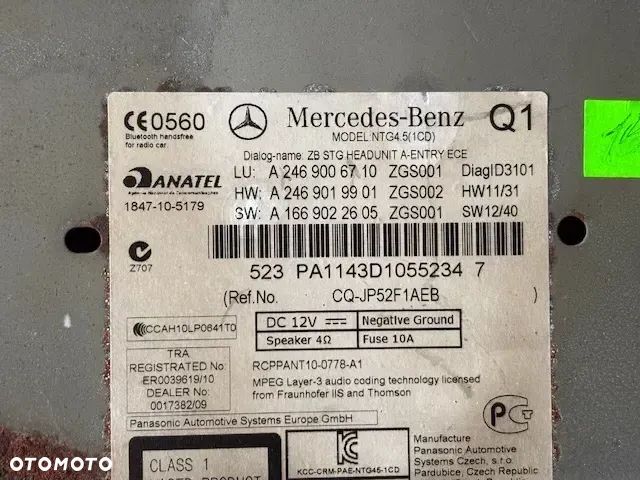 CE0560
Bluetooth handsfree
for radio car
Mercedes-Benz
Q1
MODEL:NTG4.5(1CD)
Dialog-name: ZB STG HEADUNIT A-ENTRY ECE
LU: A 246 900 67 10 ZGS001 DiagID3101
HW: A 246 901 99 01 ZGS002 HW11/31
SW: A 166 902 26 05 ZGS001 SW12/40
ANATEL
1847-10-5179
Z707
523 PA1143D1055234 7
(Ref.No. CQ-JP52F1AEB )
CCAH10LP0641T0
DC 12V Negative Ground
Speaker 4Ω Fuse 10A
TRA
REGISTRATED No:
ER0039619/10
DEALER No:
0017382/09
RCPPANT10-0778-A1
MPEG Layer-3 audio coding technology licensed
from Fraunhofer IIS and Thomson
Panasonic Automotive Systems Europe GmbH
CLASS 1
KCC-CRM-PAE-NTG45-1CD
Manufacture
Panasonic Automotive
Systems Czech, s.r.o.
Pardubice, Czech Republic
OTOMOTO